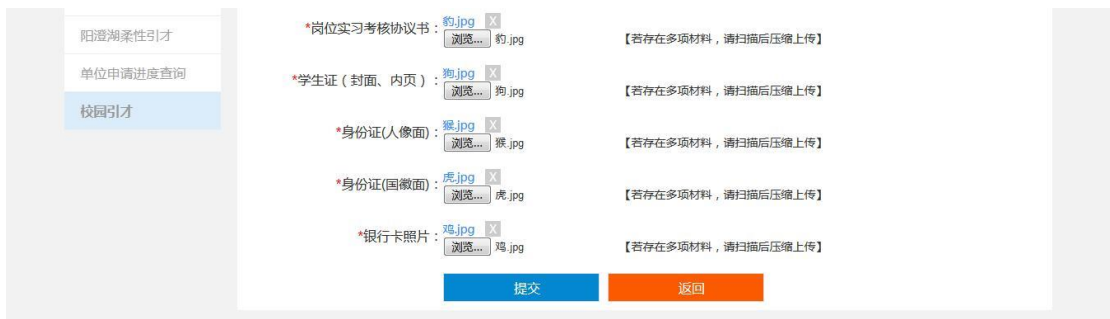 阳澄湖柔性引才
单位申请进度查询
校园引才
*岗位实习考核协议书：豹.jpg X
浏览... 豹.jpg 【若存在多项材料，请扫描后压缩上传】
*学生证（封面、内页）：狗.jpg X
浏览... 狗.jpg 【若存在多项材料，请扫描后压缩上传】
*身份证(人像面)：猴.jpg X
浏览... 猴.jpg 【若存在多项材料，请扫描后压缩上传】
*身份证(国徽面)：虎.jpg X
浏览... 虎.jpg 【若存在多项材料，请扫描后压缩上传】
*银行卡照片：鸡.jpg X
浏览... 鸡.jpg 【若存在多项材料，请扫描后压缩上传】
提交 返回